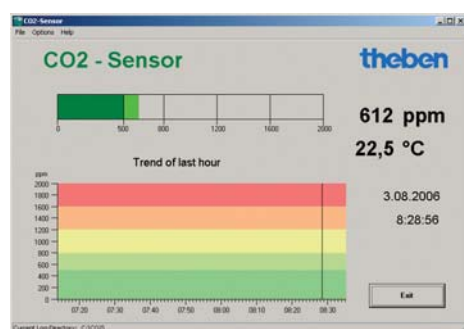 CO2-Sensor
File Options Help
CO2 - Sensor
theben
0 500 800 1200 1600 2000
612 ppm
22,5 °C
Trend of last hour
ppm
2000
1800
1600
1400
1200
1000
800
600
400
200
0
07:20 07:30 07:40 07:50 08:00 08:10 08:20 08:30
3.08.2006
8:28:56
Exit